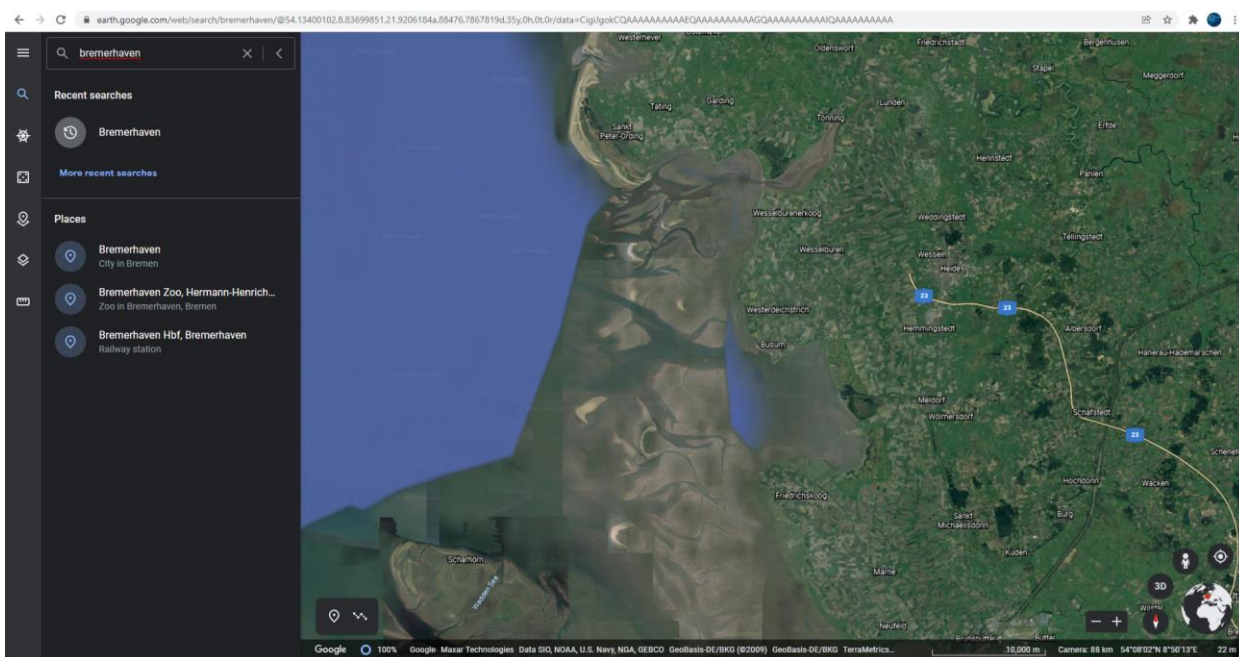 earth.google.com/web/search/bremerhaven/@54.13400102,8.83699851,21.9206184a,88476.7867819d,35y,0h,0t,0r/data=CigiJgokCQAAAAAAAAAAEQAAAAAAAAAAGQAAAAAAAAAAIQAAAAAAAAAA
bremerhaven
Recent searches
Bremerhaven
More recent searches
Places
Bremerhaven
City in Bremen
Bremerhaven Zoo, Hermann-Henrich...
Zoo in Bremerhaven, Bremen
Bremerhaven Hbf, Bremerhaven
Railway station
Westerhever
Oldenswort
Friedrichstadt
Bergenhusen
Stapel
Meggerdorf
Tating
Garding
Lunden
Tönning
Erfde
Sankt
Peter-Ording
Hennstedt
Pahlen
Wesselburenerkoog
Weddingstedt
Tellingstedt
Wesselburen
Wesseln
Heide
23
23
Westerdeichstrich
Hemmingstedt
Albersdorf
Büsum
Hanerau-Hademarschen
Meldorf
Wolmersdorf
Schafstedt
23
Hochdonn
Wacken
Friedrichskoog
Sankt
Michaelisdonn
Burg
Kuden
Scharhörn
Wadden Sea
Marne
3D
Wilster
Neufeld
Brunsbüttel
Büttel
Google
100%
Google Maxar Technologies Data SIO, NOAA, U.S. Navy, NGA, GEBCO GeoBasis-DE/BKG (©2009) GeoBasis-DE/BKG TerraMetrics...
10,000 m
Camera: 88 km 54°08'02"N 8°50'13"E
22 m